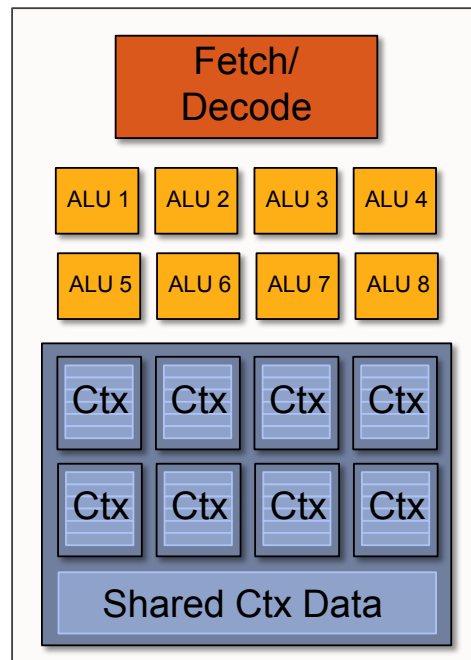 Fetch/
Decode
ALU 1 ALU 2 ALU 3 ALU 4
ALU 5 ALU 6 ALU 7 ALU 8
Ctx Ctx Ctx Ctx
Ctx Ctx Ctx Ctx
Shared Ctx Data